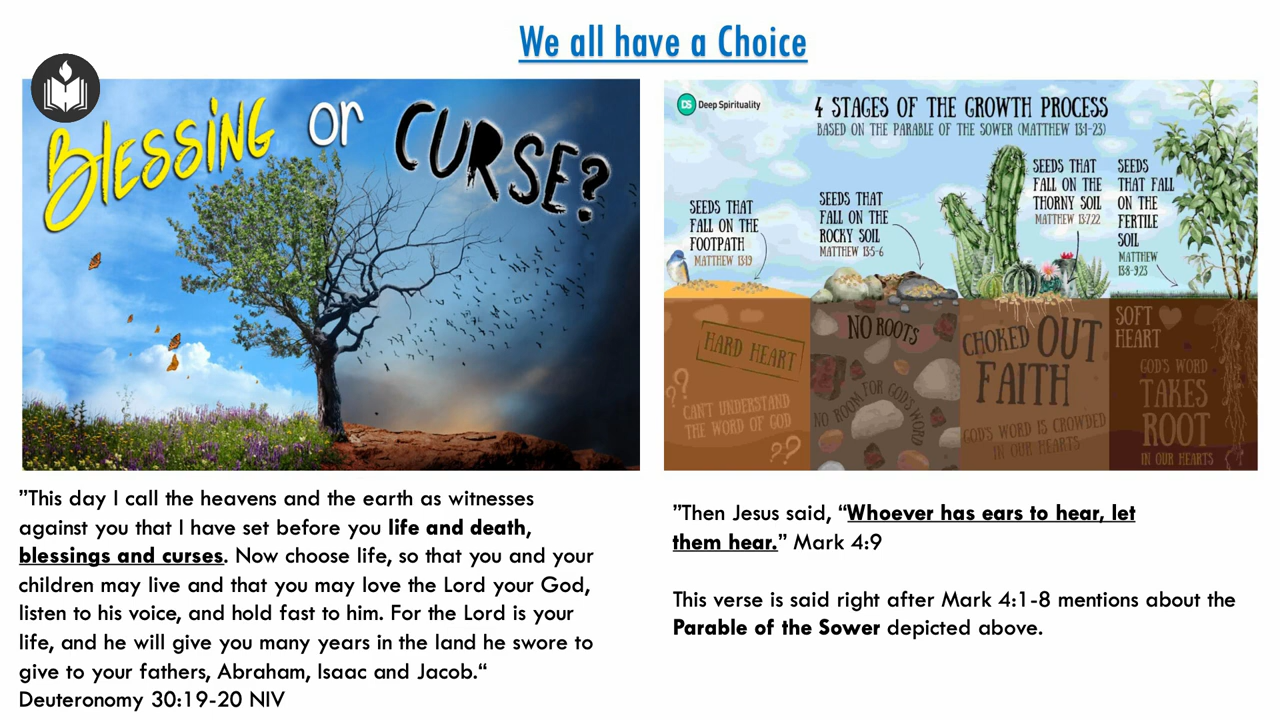 We all have a Choice
BLESSING or CURSE?
DS Deep Spirituality
4 STAGES OF THE GROWTH PROCESS
BASED ON THE PARABLE OF THE SOWER (MATTHEW 13:1-23)
SEEDS THAT
FALL ON THE
FOOTPATH
MATTHEW 13:19
SEEDS THAT
FALL ON THE
ROCKY SOIL
MATTHEW 13:5-6
SEEDS THAT
FALL ON THE
THORNY SOIL
MATTHEW 13:7,22
SEEDS
THAT FALL
ON THE
FERTILE
SOIL
MATTHEW
13:8-9,23
HARD HEART
??
CAN'T UNDERSTAND
THE WORD OF GOD
??
NO ROOTS
NO ROOM FOR GOD'S WORD
CHOKED OUT
FAITH
GOD'S WORD IS CROWDED
IN OUR HEARTS
SOFT
HEART
GOD'S WORD
TAKES
ROOT
IN OUR HEARTS
”This day I call the heavens and the earth as witnesses
against you that I have set before you life and death,
blessings and curses. Now choose life, so that you and your
children may live and that you may love the Lord your God,
listen to his voice, and hold fast to him. For the Lord is your
life, and he will give you many years in the land he swore to
give to your fathers, Abraham, Isaac and Jacob.“
Deuteronomy 30:19-20 NIV
”Then Jesus said, “Whoever has ears to hear, let
them hear.” Mark 4:9
This verse is said right after Mark 4:1-8 mentions about the
Parable of the Sower depicted above.